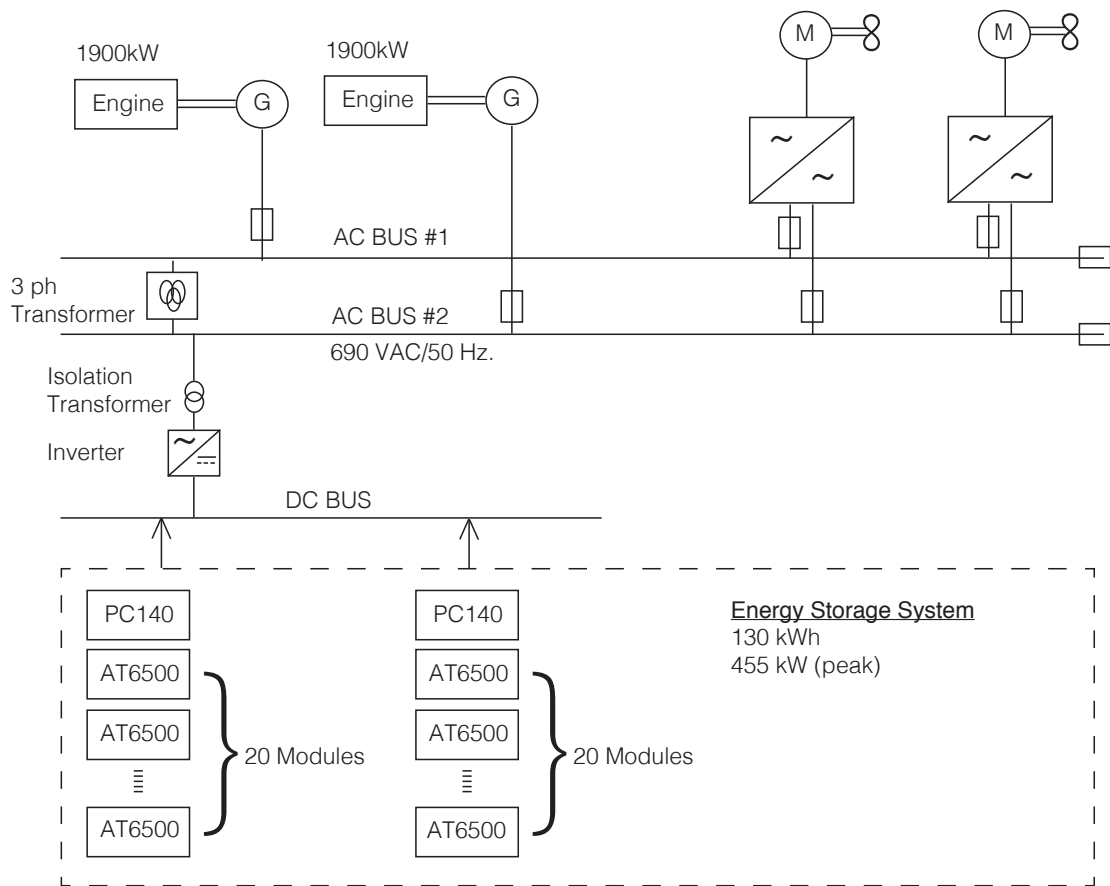 1900kW
1900kW
Engine
G
Engine
G
M
M
~
~
~
~
AC BUS #1
3 ph
Transformer
AC BUS #2
690 VAC/50 Hz.
Isolation
Transformer
Inverter
~
DC BUS
PC140
AT6500
AT6500
AT6500
20 Modules
PC140
AT6500
AT6500
AT6500
20 Modules
Energy Storage System
130 kWh
455 kW (peak)